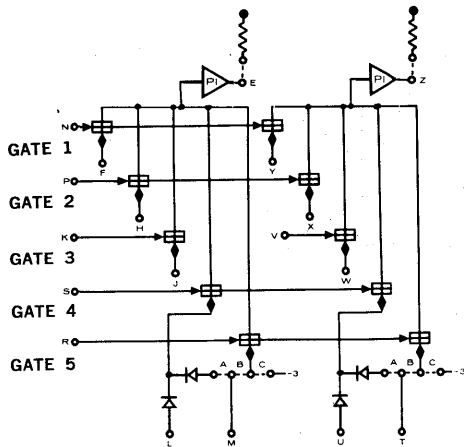 PI E
PI Z
N
GATE 1
F Y
P
GATE 2
H X
K V
GATE 3
J W
S
GATE 4
R
GATE 5
A B C -3
A B C -3
L M U T